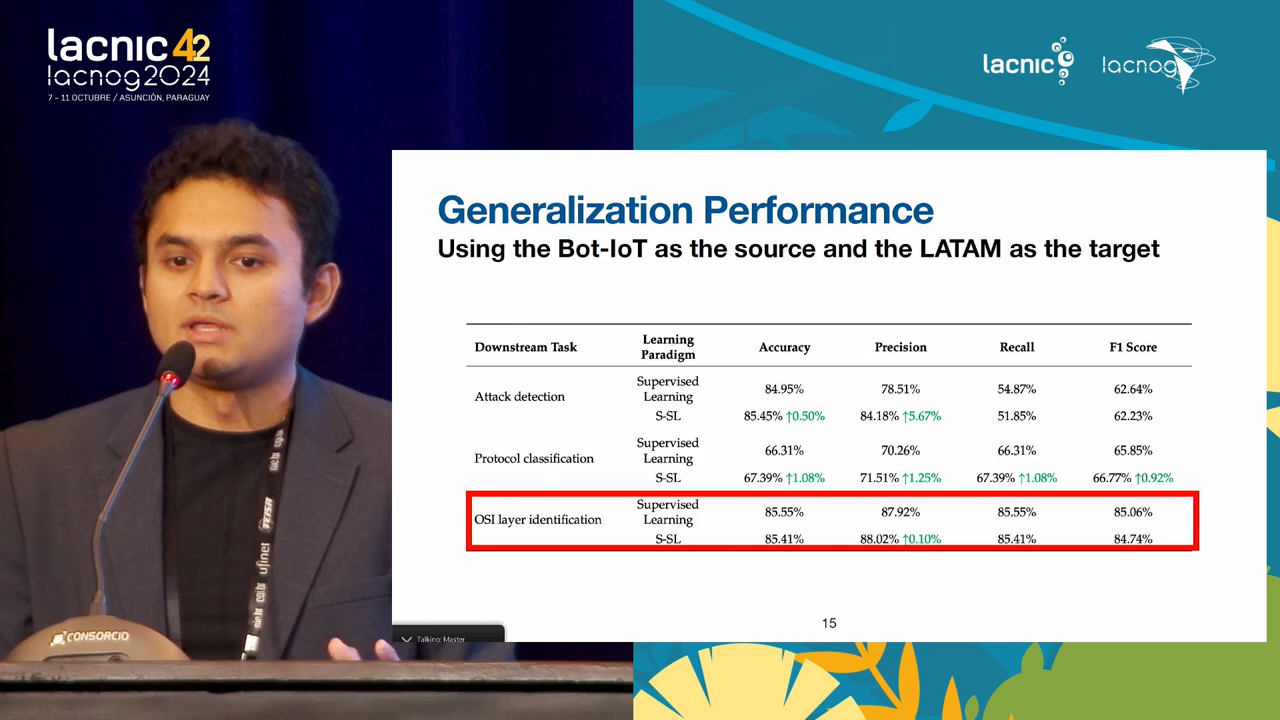 lacnic 42
lacnog2024
7 - 11 OCTUBRE / ASUNCIÓN, PARAGUAY
lacnic
lacnog
Generalization Performance
Using the Bot-IoT as the source and the LATAM as the target
Downstream Task Learning Paradigm Accuracy Precision Recall F1 Score
Attack detection Supervised Learning 84.95% 78.51% 54.87% 62.64%
S-SL 85.45% ↑0.50% 84.18% ↑5.67% 51.85% 62.23%
Protocol classification Supervised Learning 66.31% 70.26% 66.31% 65.85%
S-SL 67.39% ↑1.08% 71.51% ↑1.25% 67.39% ↑1.08% 66.77% ↑0.92%
OSI layer identification Supervised Learning 85.55% 87.92% 85.55% 85.06%
S-SL 85.41% 88.02% ↑0.10% 85.41% 84.74%
15
Talking: Master
CONSORCIO
ufinet